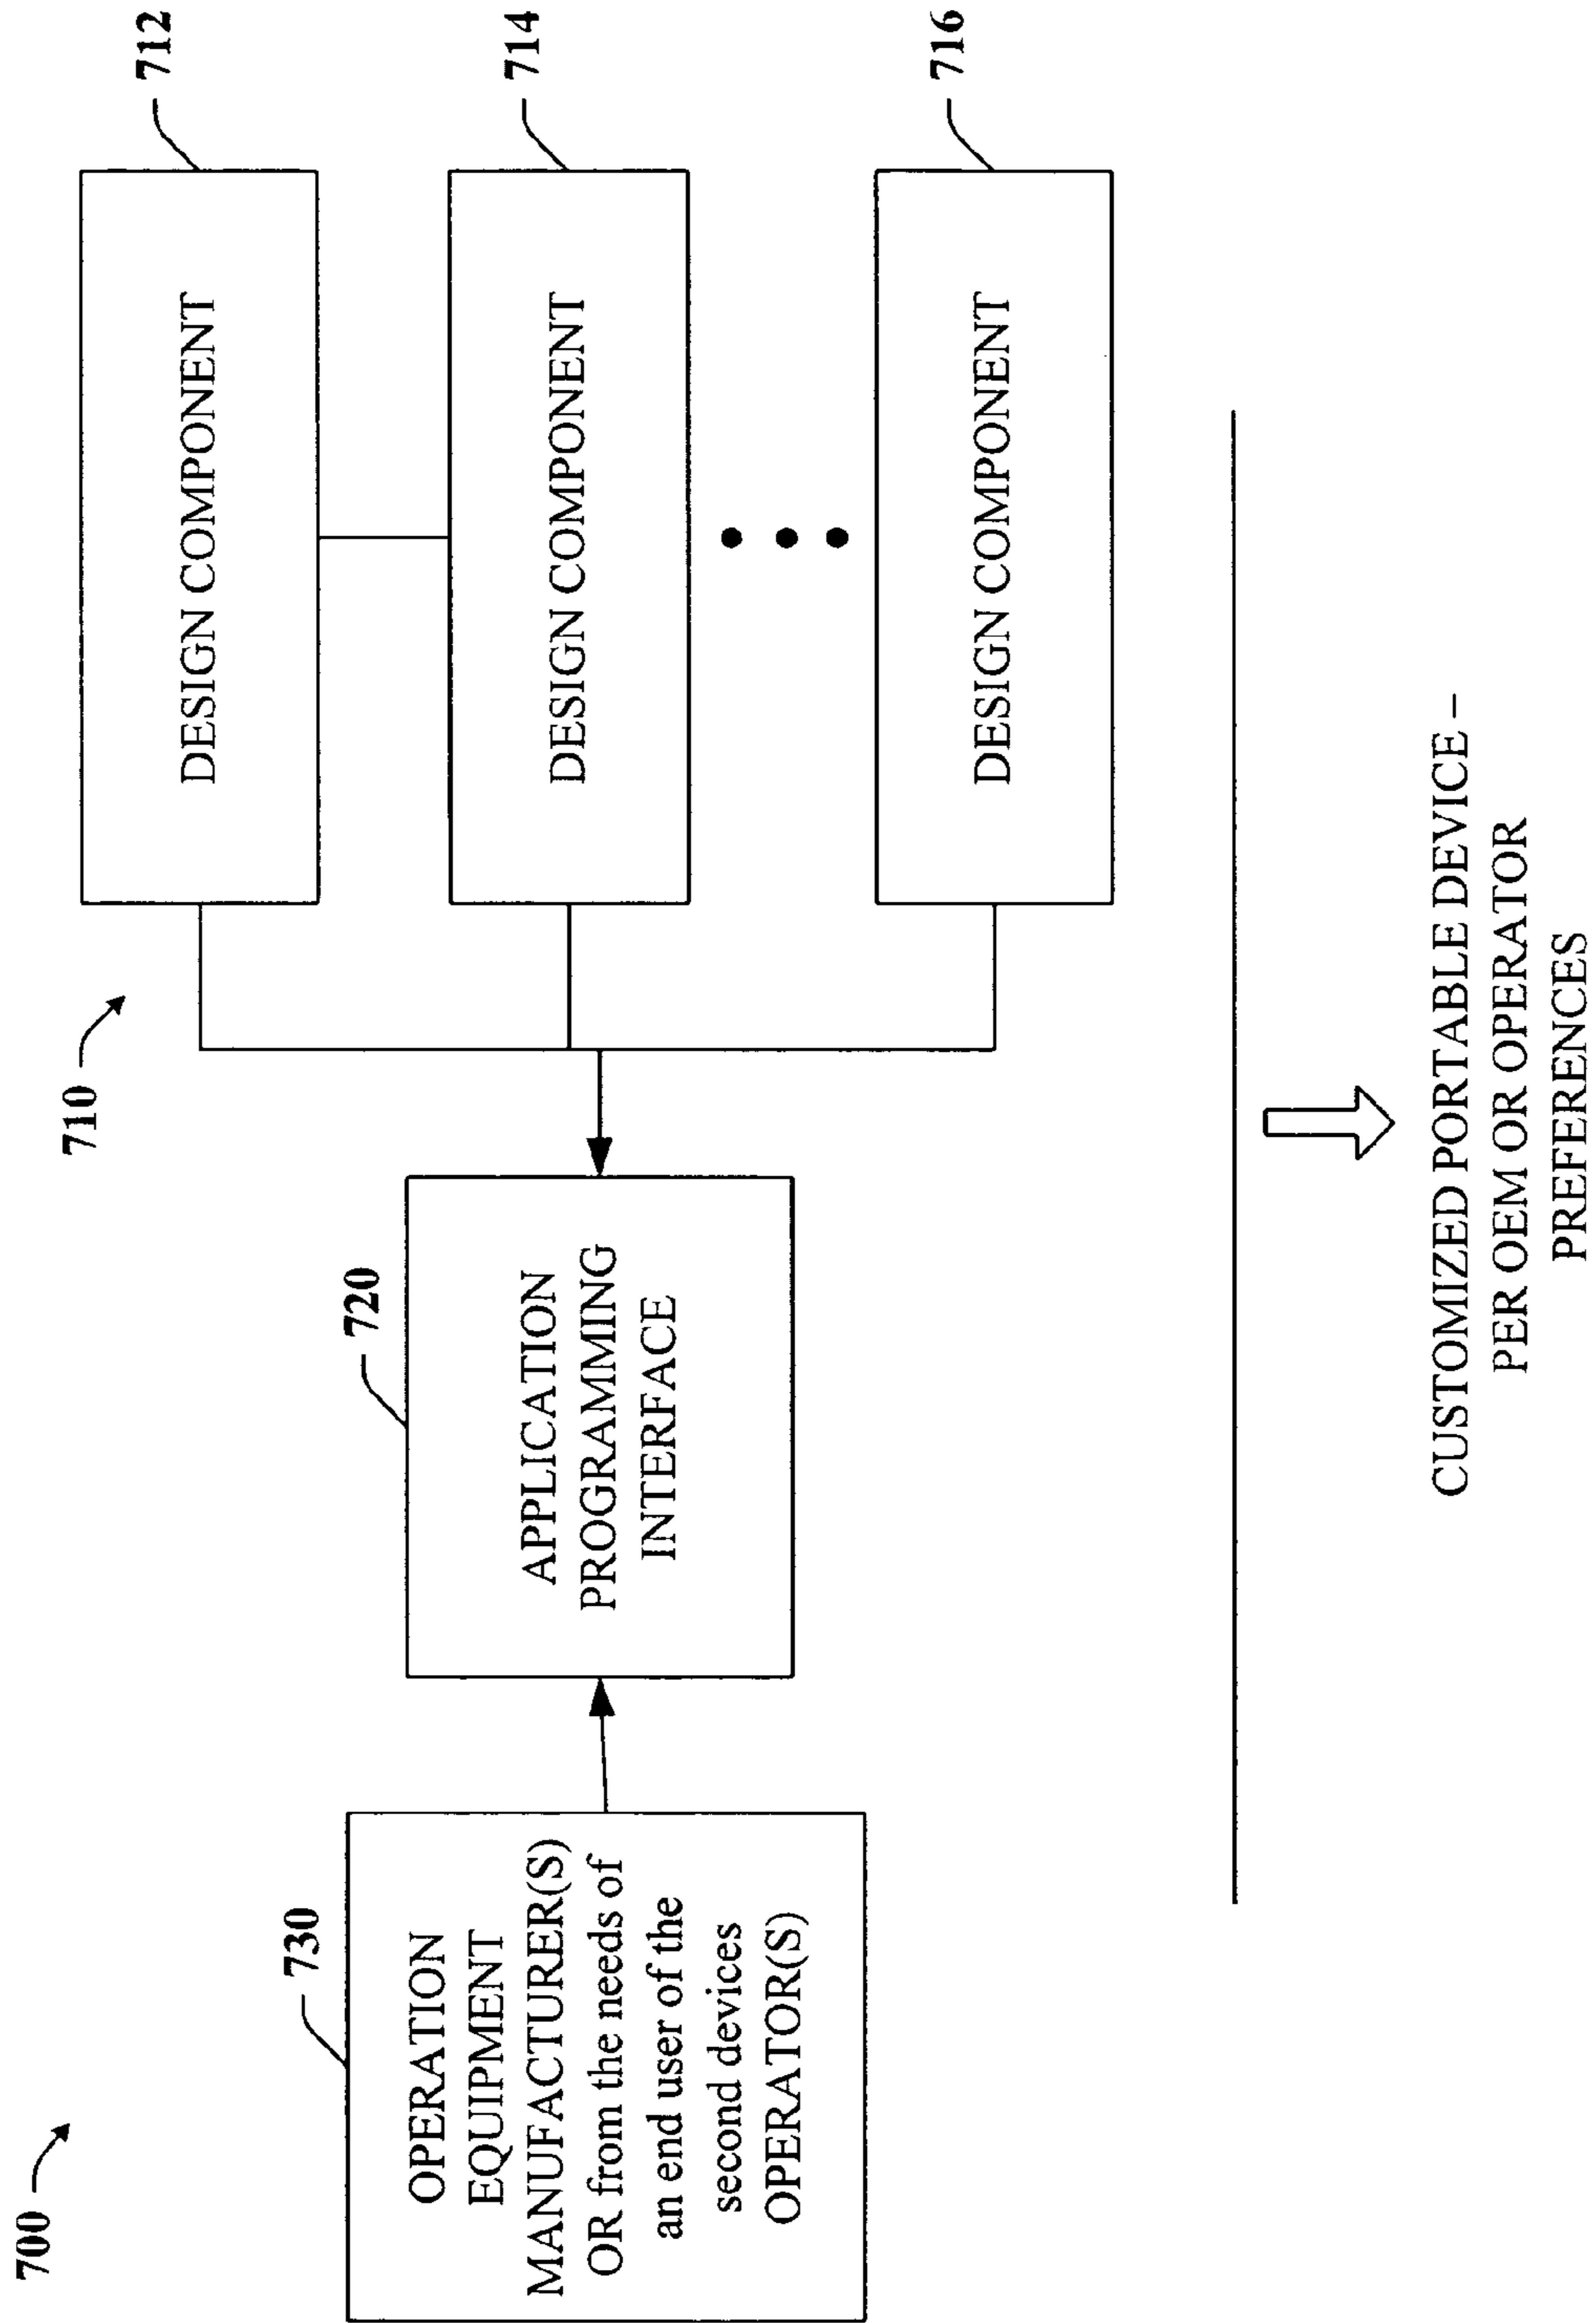 700
710
730
OPERATION
EQUIPMENT
MANUFACTURER(S)
OR from the needs of
an end user of the
second devices
OPERATOR(S)
720
APPLICATION
PROGRAMMING
INTERFACE
712
DESIGN COMPONENT
714
DESIGN COMPONENT
716
DESIGN COMPONENT
CUSTOMIZED PORTABLE DEVICE –
PER OEM OR OPERATOR
PREFERENCES